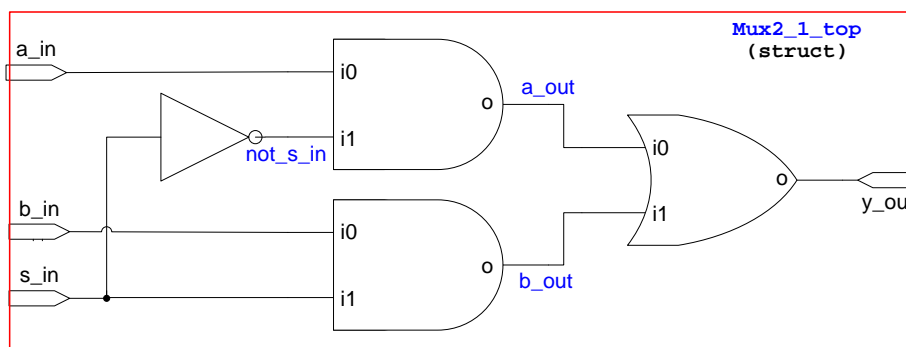 Mux2_1_top
(struct)
a_in
i0
a_out
o
i1
not_s_in
i0
o
y_ou
i1
b_in
i0
o
b_out
s_in
i1